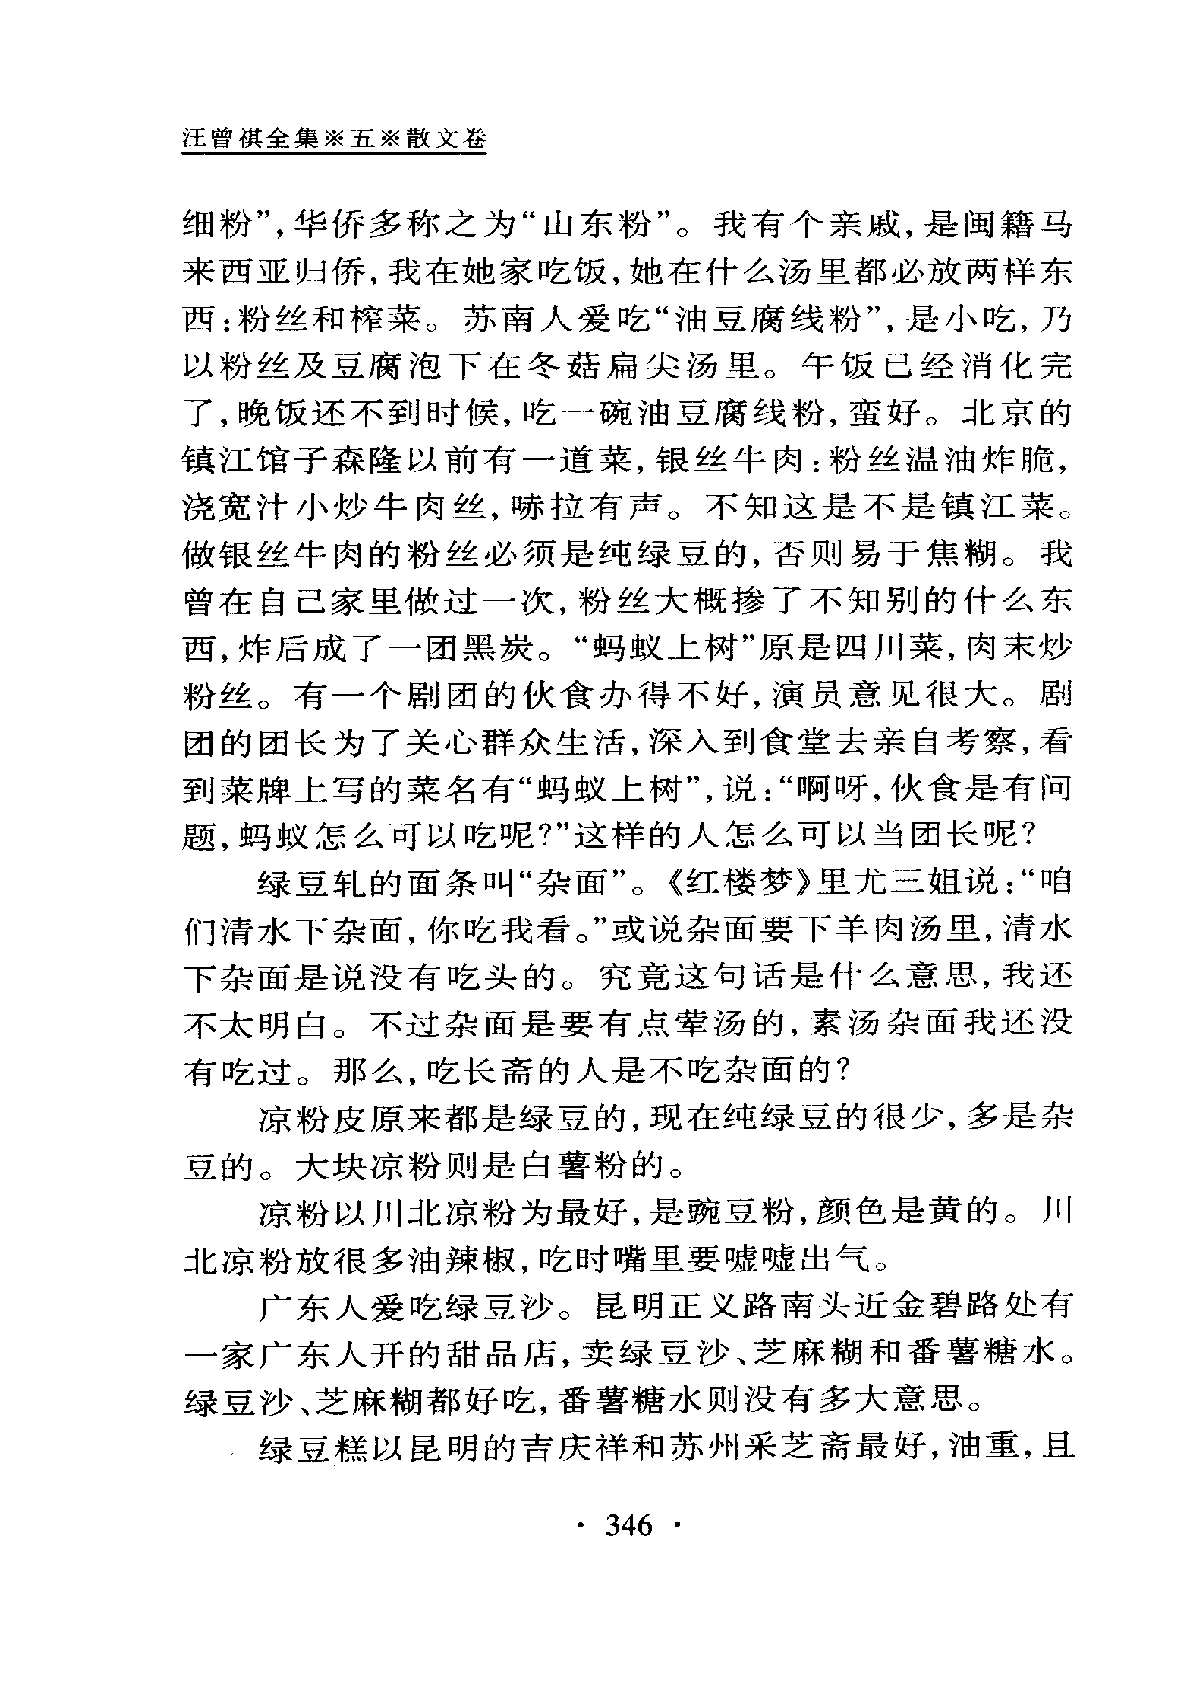 汪曾祺全集※五※散文卷
细粉”,华侨多称之为“山东粉”。我有个亲戚,是闽籍马
来西亚归侨,我在她家吃饭,她在什么汤里都必放两样东
西:粉丝和榨菜。苏南人爱吃“油豆腐线粉”,是小吃,乃
以粉丝及豆腐泡下在冬菇扁尖汤里。午饭已经消化完
了,晚饭还不到时候,吃一碗油豆腐线粉,蛮好。北京的
镇江馆子森隆以前有一道菜,银丝牛肉:粉丝温油炸脆,
浇宽汁小炒牛肉丝,哧拉有声。不知这是不是镇江菜。
做银丝牛肉的粉丝必须是纯绿豆的,否则易于焦糊。我
曾在自己家里做过一次,粉丝大概掺了不知别的什么东
西,炸后成了一团黑炭。“蚂蚁上树”原是四川菜,肉末炒
粉丝。有一个剧团的伙食办得不好,演员意见很大。剧
团的团长为了关心群众生活,深入到食堂去亲自考察,看
到菜牌上写的菜名有“蚂蚁上树”,说:“啊呀,伙食是有问
题,蚂蚁怎么可以吃呢?”这样的人怎么可以当团长呢?
绿豆轧的面条叫“杂面”。《红楼梦》里尤三姐说:“咱
们清水下杂面,你吃我看。”或说杂面要下羊肉汤里,清水
下杂面是说没有吃头的。究竟这句话是什么意思,我还
不太明白。不过杂面是要有点荤汤的,素汤杂面我还没
有吃过。那么,吃长斋的人是不吃杂面的?
凉粉皮原来都是绿豆的,现在纯绿豆的很少,多是杂
豆的。大块凉粉则是白薯粉的。
凉粉以川北凉粉为最好,是豌豆粉,颜色是黄的。川
北凉粉放很多油辣椒,吃时嘴里要嘘嘘出气。
广东人爱吃绿豆沙。昆明正义路南头近金碧路处有
一家广东人开的甜品店,卖绿豆沙、芝麻糊和番薯糖水。
绿豆沙、芝麻糊都好吃,番薯糖水则没有多大意思。
绿豆糕以昆明的吉庆祥和苏州采芝斋最好,油重,且
· 346 ·